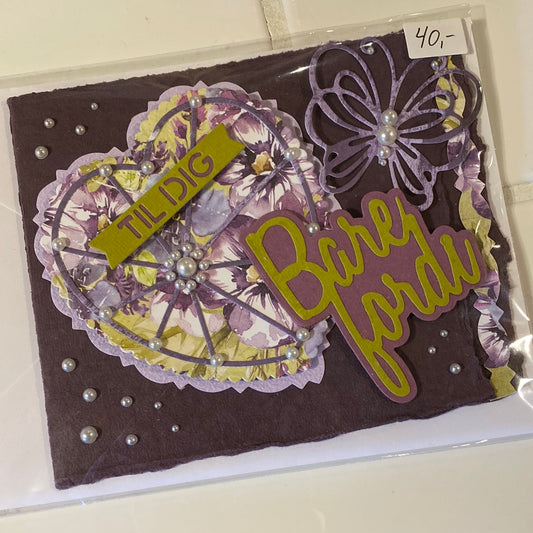 40,-
TIL DIG
Bare
fordi